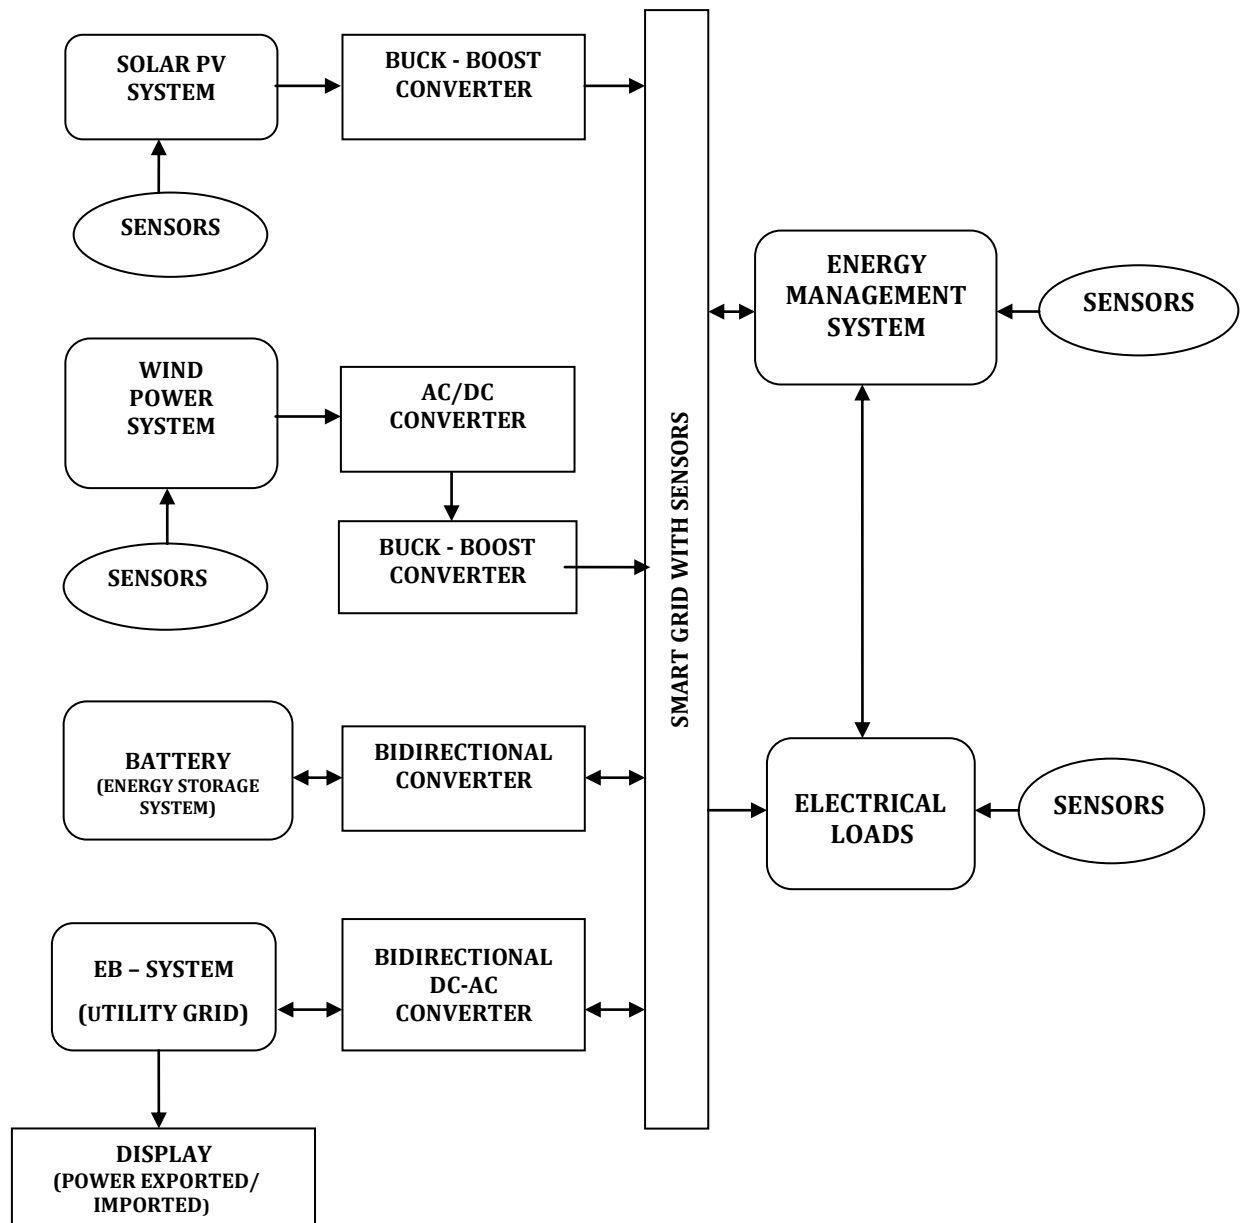 SOLAR PV
SYSTEM
BUCK - BOOST
CONVERTER
SENSORS
WIND
POWER
SYSTEM
AC/DC
CONVERTER
BUCK - BOOST
CONVERTER
SENSORS
BATTERY
(ENERGY STORAGE
SYSTEM)
BIDIRECTIONAL
CONVERTER
EB – SYSTEM
(UTILITY GRID)
BIDIRECTIONAL
DC-AC
CONVERTER
DISPLAY
(POWER EXPORTED/
IMPORTED)
SMART GRID WITH SENSORS
ENERGY
MANAGEMENT
SYSTEM
SENSORS
ELECTRICAL
LOADS
SENSORS